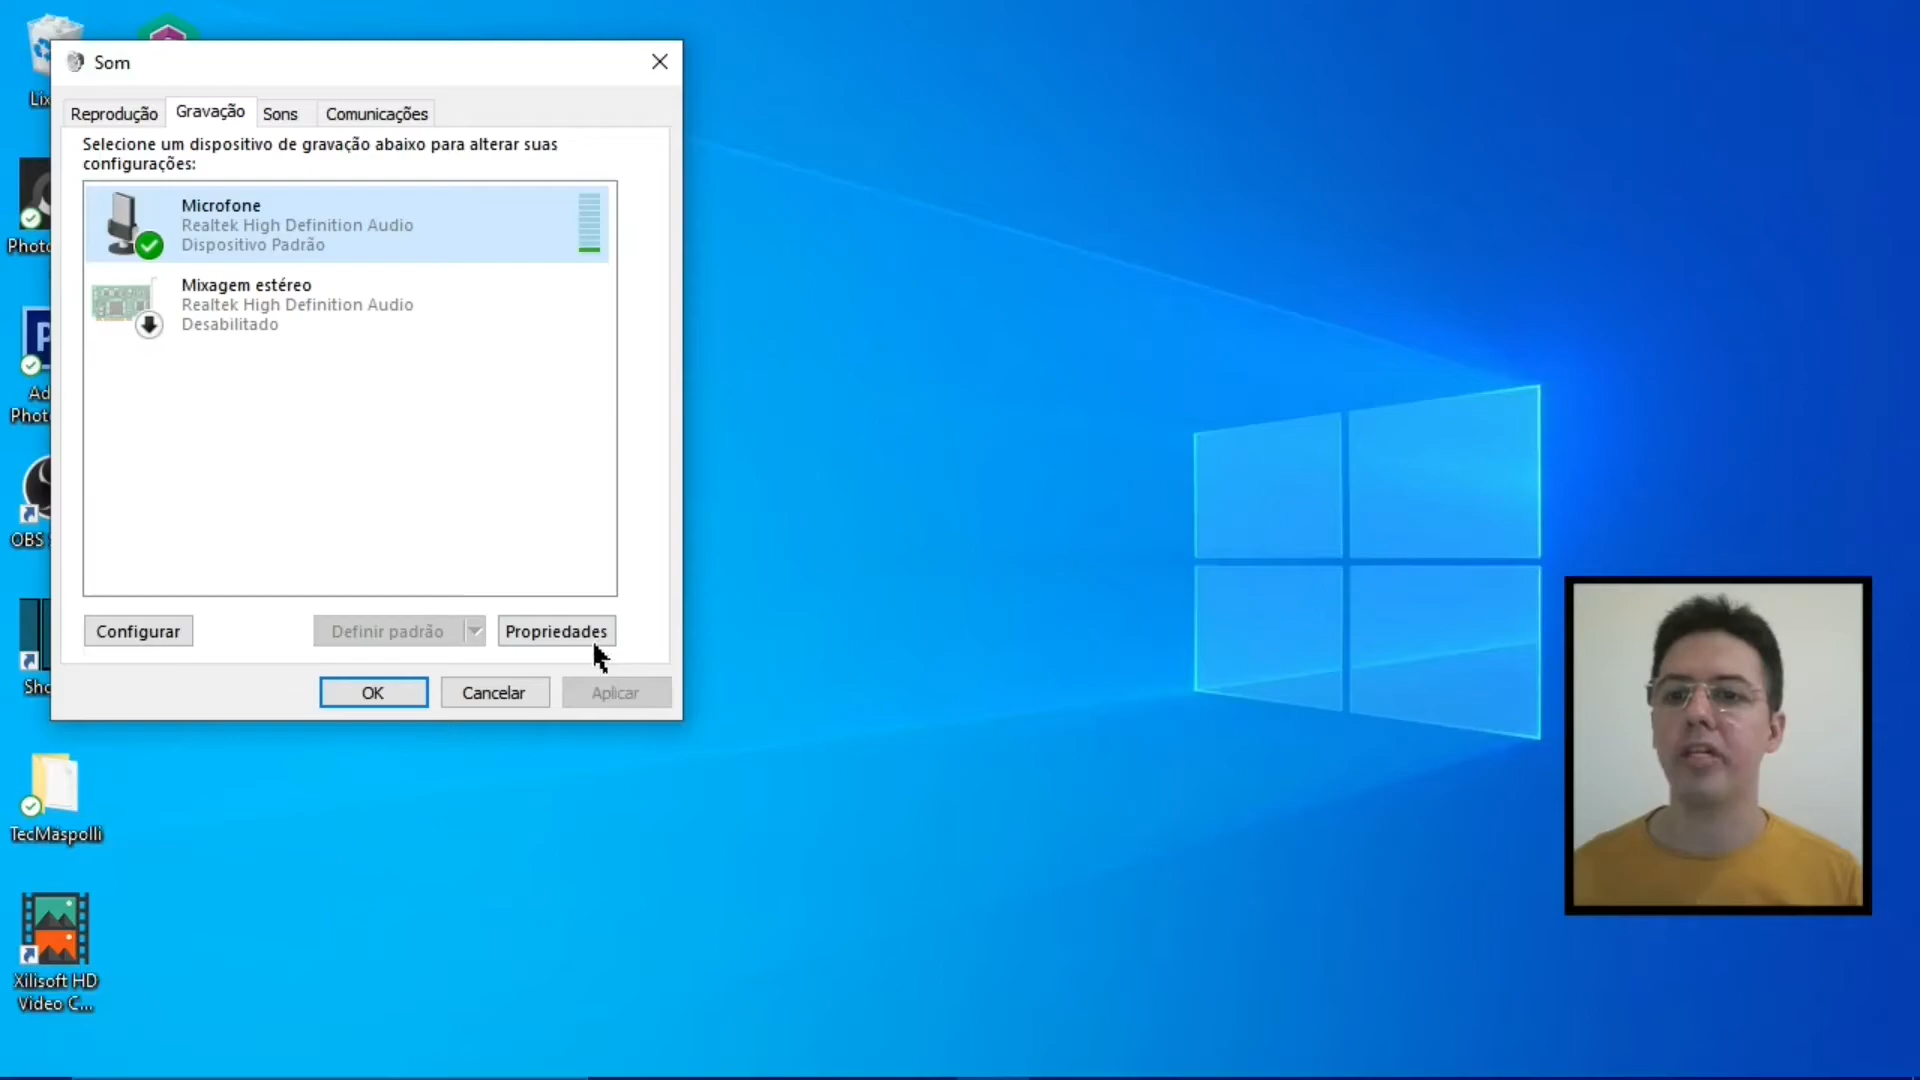 Som
Reprodução
Gravação
Sons
Comunicações
Selecione um dispositivo de gravação abaixo para alterar suas
configurações:
Microfone
Realtek High Definition Audio
Dispositivo Padrão
Mixagem estéreo
Realtek High Definition Audio
Desabilitado
Configurar
Definir padrão
Propriedades
OK
Cancelar
Aplicar
OBS
TecMaspolli
Xilisoft HD
Video C...